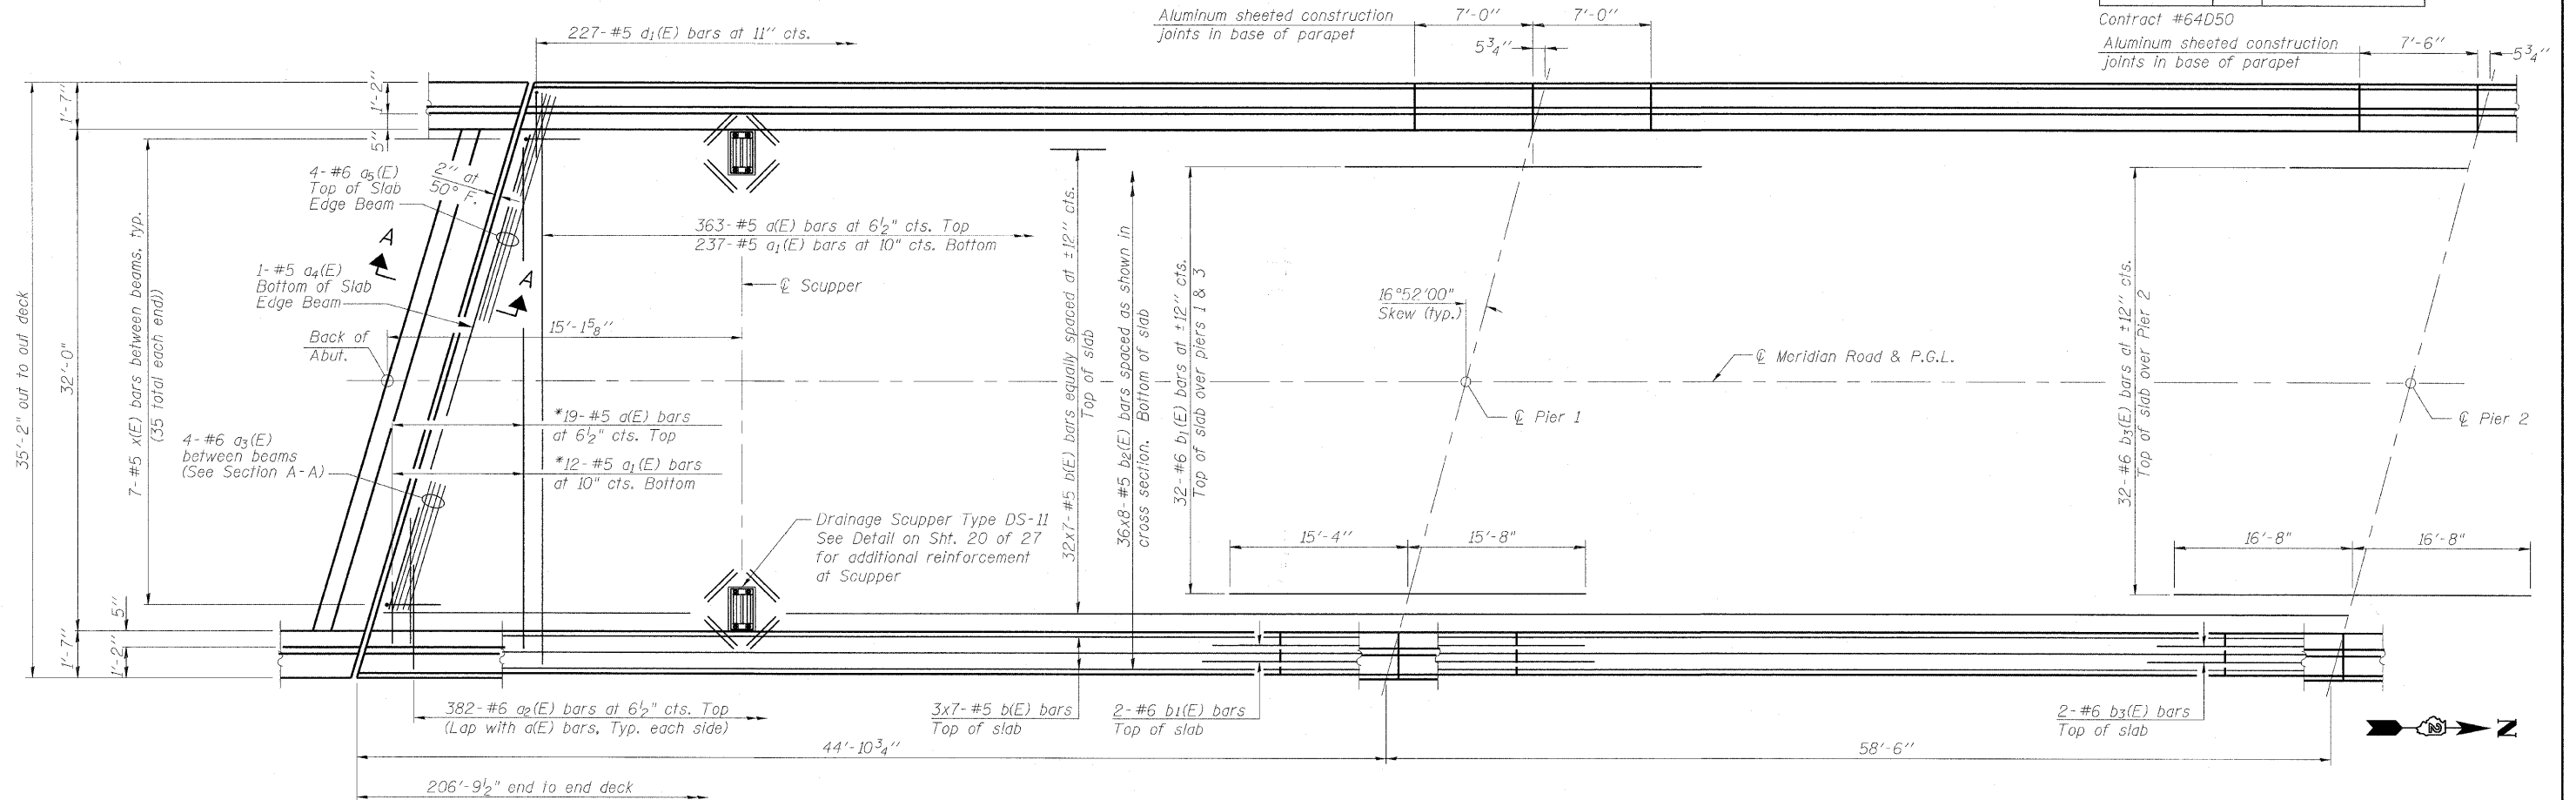 Contract #64D50
Aluminum sheeted construction
joints in base of parapet
7'-6"
5¾"
Aluminum sheeted construction
joints in base of parapet
7'-0"
7'-0"
5¾"
227-#5 d₁(E) bars at 11" cts.
1'-7"
1'-2"
5"
35'-2" out to out deck
32'-0"
7-#5 x(E) bars between beams, typ.
(35 total each end))
4-#6 a₅(E)
Top of Slab
Edge Beam
2" at
50° F.
A
A
1-#5 a₄(E)
Bottom of Slab
Edge Beam
Back of
Abut.
15'-1⅝"
363-#5 a(E) bars at 6½" cts. Top
237-#5 a₁(E) bars at 10" cts. Bottom
℄ Scupper
*19-#5 a(E) bars
at 6½" cts. Top
*12-#5 a₁(E) bars
at 10" cts. Bottom
4-#6 a₃(E)
between beams
(See Section A-A)
Drainage Scupper Type DS-11
See Detail on Sht. 20 of 27
for additional reinforcement
at Scupper
32x7-#5 b(E) bars equally spaced at ±12" cts.
Top of slab
36x8-#5 b₂(E) bars spaced as shown in
cross section. Bottom of slab
32-#6 b₁(E) bars at ±12" cts.
Top of slab over piers 1 & 3
16°52'00"
Skew (typ.)
℄ Pier 1
℄ Meridian Road & P.G.L.
32-#6 b₃(E) bars at ±12" cts.
Top of slab over Pier 2
℄ Pier 2
15'-4"
15'-8"
16'-8"
16'-8"
5"
1'-7"
1'-2"
382-#6 a₂(E) bars at 6½" cts. Top
(Lap with a(E) bars, Typ. each side)
3x7-#5 b(E) bars
Top of slab
2-#6 b₁(E) bars
Top of slab
2-#6 b₃(E) bars
Top of slab
N
44'-10¾"
58'-6"
206'-9½" end to end deck